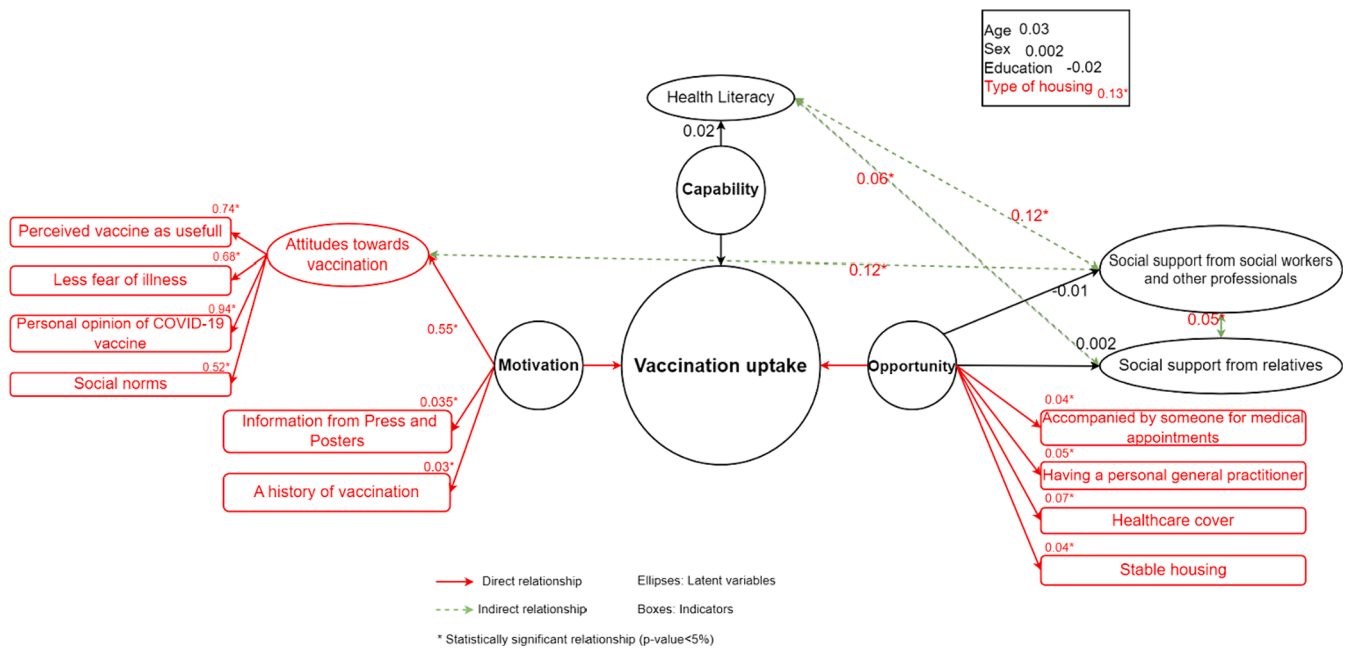 Age 0.03
Sex 0.002
Education -0.02
Type of housing 0.13*
Health Literacy
0.02
Capability
0.06*
0.12*
0.12*
Attitudes towards
vaccination
0.74*
Perceived vaccine as usefull
0.68*
Less fear of illness
0.94*
Personal opinion of COVID-19
vaccine
0.52*
Social norms
0.55*
Motivation
0.035*
Information from Press and
Posters
0.03*
A history of vaccination
Vaccination uptake
Opportunity
Social support from social workers
and other professionals
-0.01
0.05*
0.002
Social support from relatives
0.04*
Accompanied by someone for medical
appointments
0.05*
Having a personal general practitioner
0.07*
Healthcare cover
0.04*
Stable housing
Direct relationship
Ellipses: Latent variables
Indirect relationship
Boxes: Indicators
* Statistically significant relationship (p-value<5%)